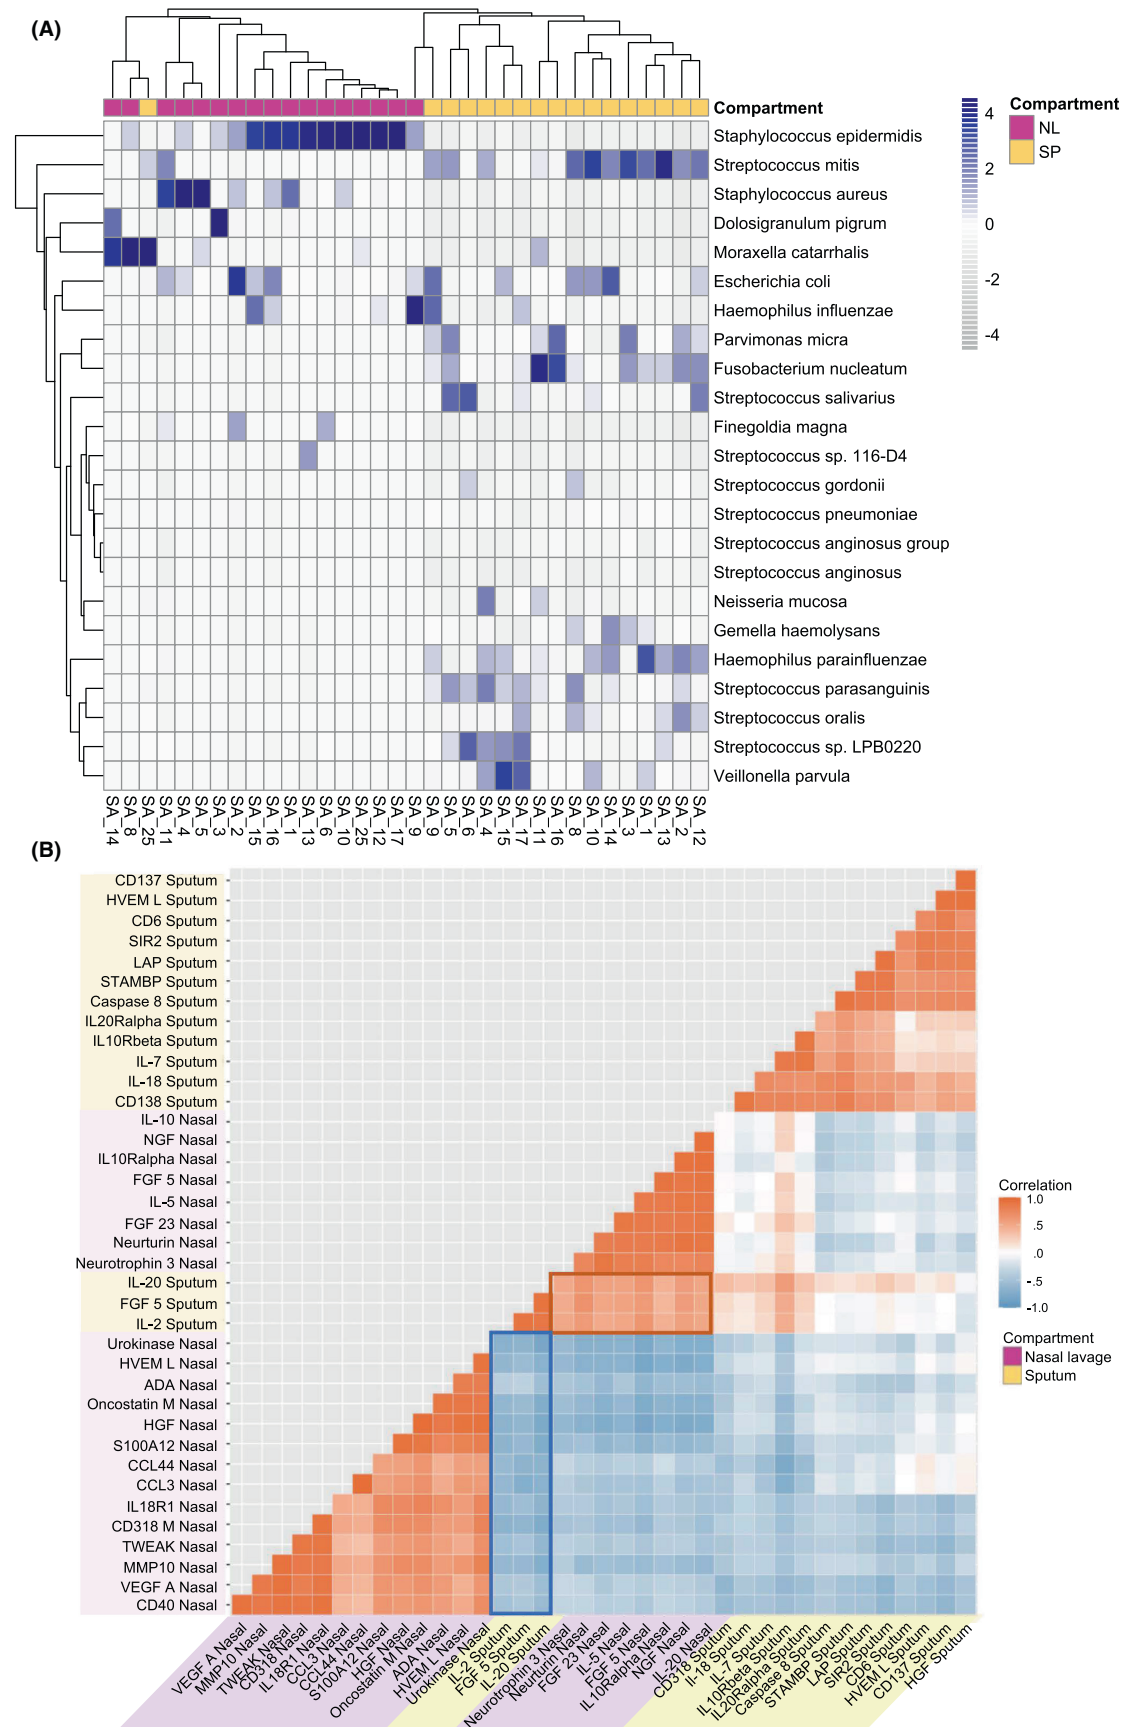 (A)
Compartment
Staphylococcus epidermidis
Streptococcus mitis
Staphylococcus aureus
Dolosigranulum pigrum
Moraxella catarrhalis
Escherichia coli
Haemophilus influenzae
Parvimonas micra
Fusobacterium nucleatum
Streptococcus salivarius
Finegoldia magna
Streptococcus sp. 116-D4
Streptococcus gordonii
Streptococcus pneumoniae
Streptococcus anginosus group
Streptococcus anginosus
Neisseria mucosa
Gemella haemolysans
Haemophilus parainfluenzae
Streptococcus parasanguinis
Streptococcus oralis
Streptococcus sp. LPB0220
Veillonella parvula
4
2
0
-2
-4
Compartment
NL
SP
SA_14
SA_8
SA_25
SA_11
SA_4
SA_5
SA_3
SA_2
SA_15
SA_16
SA_1
SA_13
SA_6
SA_10
SA_25
SA_12
SA_17
SA_9
SA_9
SA_5
SA_6
SA_4
SA_15
SA_17
SA_11
SA_16
SA_8
SA_10
SA_14
SA_3
SA_1
SA_13
SA_2
SA_12
(B)
CD137 Sputum
HVEM L Sputum
CD6 Sputum
SIR2 Sputum
LAP Sputum
STAMBP Sputum
Caspase 8 Sputum
IL20Ralpha Sputum
IL10Rbeta Sputum
IL-7 Sputum
IL-18 Sputum
CD138 Sputum
IL-10 Nasal
NGF Nasal
IL10Ralpha Nasal
FGF 5 Nasal
IL-5 Nasal
FGF 23 Nasal
Neurturin Nasal
Neurotrophin 3 Nasal
IL-20 Sputum
FGF 5 Sputum
IL-2 Sputum
Urokinase Nasal
HVEM L Nasal
ADA Nasal
Oncostatin M Nasal
HGF Nasal
S100A12 Nasal
CCL44 Nasal
CCL3 Nasal
IL18R1 Nasal
CD318 M Nasal
TWEAK Nasal
MMP10 Nasal
VEGF A Nasal
CD40 Nasal
Correlation
1.0
.5
.0
-.5
-1.0
Compartment
Nasal lavage
Sputum
VEGF A Nasal
MMP10 Nasal
TWEAK Nasal
CD318 Nasal
IL18R1 Nasal
CCL3 Nasal
CCL44 Nasal
S100A12 Nasal
HGF Nasal
Oncostatin M Nasal
ADA Nasal
HVEM L Nasal
Urokinase Nasal
IL-2 Sputum
FGF 5 Sputum
IL-20 Sputum
Neurotrophin 3 Nasal
Neurturin Nasal
FGF 23 Nasal
IL-5 Nasal
FGF 5 Nasal
IL10Ralpha Nasal
NGF Nasal
IL-20 Nasal
CD318 Sputum
Il-18 Sputum
IL-7 Sputum
IL10Rbeta Sputum
IL20Ralpha Sputum
Caspase 8 Sputum
STAMBP Sputum
LAP Sputum
SIR2 Sputum
CD6 Sputum
HVEM L Sputum
CD137 Sputum
HGF Sputum